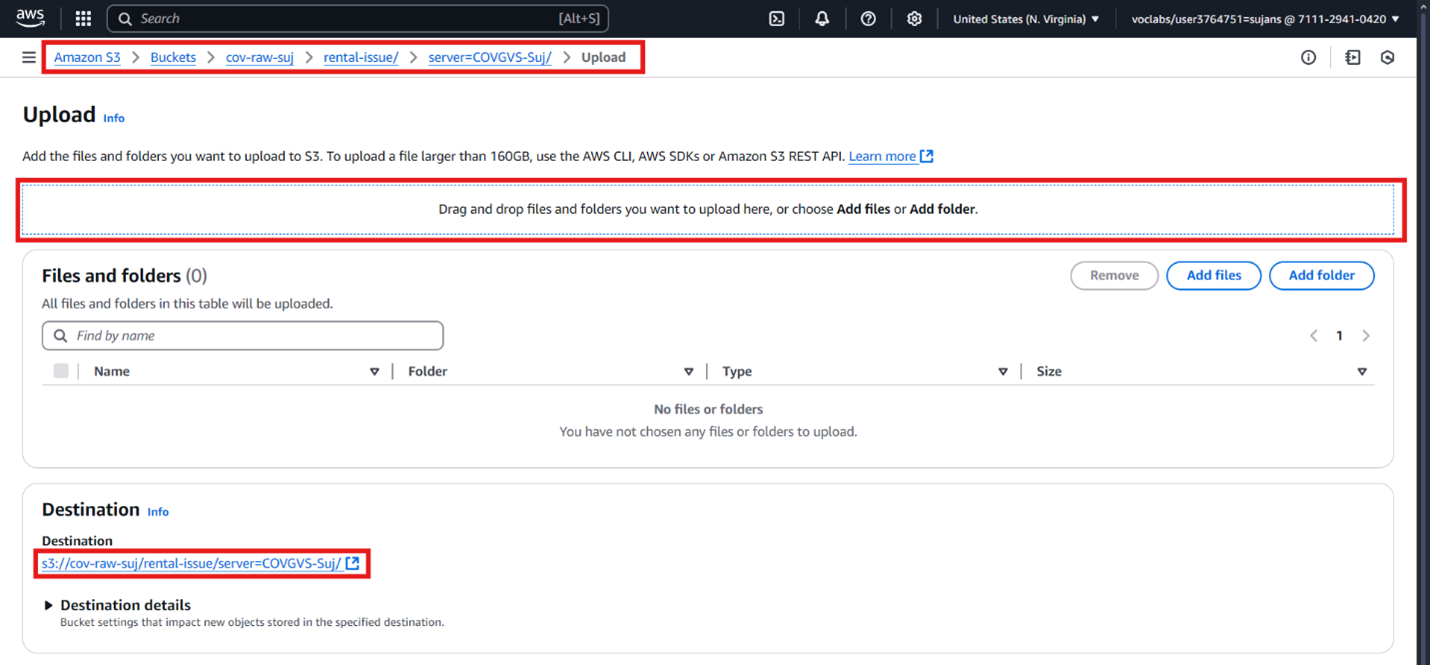 aws Search [Alt+S] United States (N. Virginia) voclabs/user3764751=sujans @ 7111-2941-0420
Amazon S3 > Buckets > cov-raw-suj > rental-issue/ > server=COVGVS-Suj/ > Upload
Upload Info
Add the files and folders you want to upload to S3. To upload a file larger than 160GB, use the AWS CLI, AWS SDKs or Amazon S3 REST API. Learn more
Drag and drop files and folders you want to upload here, or choose Add files or Add folder.
Files and folders (0) Remove Add files Add folder
All files and folders in this table will be uploaded.
Find by name 1
Name Folder Type Size
No files or folders
You have not chosen any files or folders to upload.
Destination Info
Destination
s3://cov-raw-suj/rental-issue/server=COVGVS-Suj/
Destination details
Bucket settings that impact new objects stored in the specified destination.